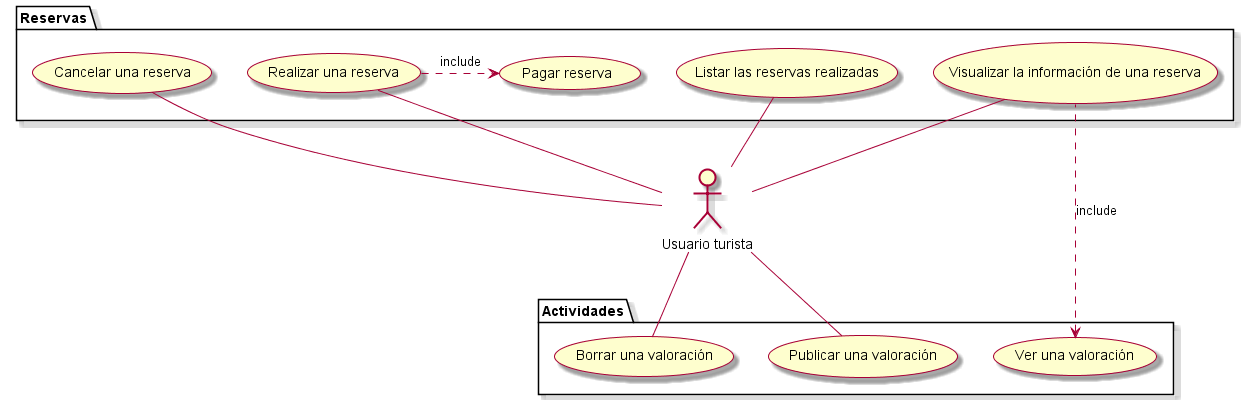 Reservas
Cancelar una reserva
Realizar una reserva
include
Pagar reserva
Listar las reservas realizadas
Visualizar la información de una reserva
include
Usuario turista
Actividades
Borrar una valoración
Publicar una valoración
Ver una valoración